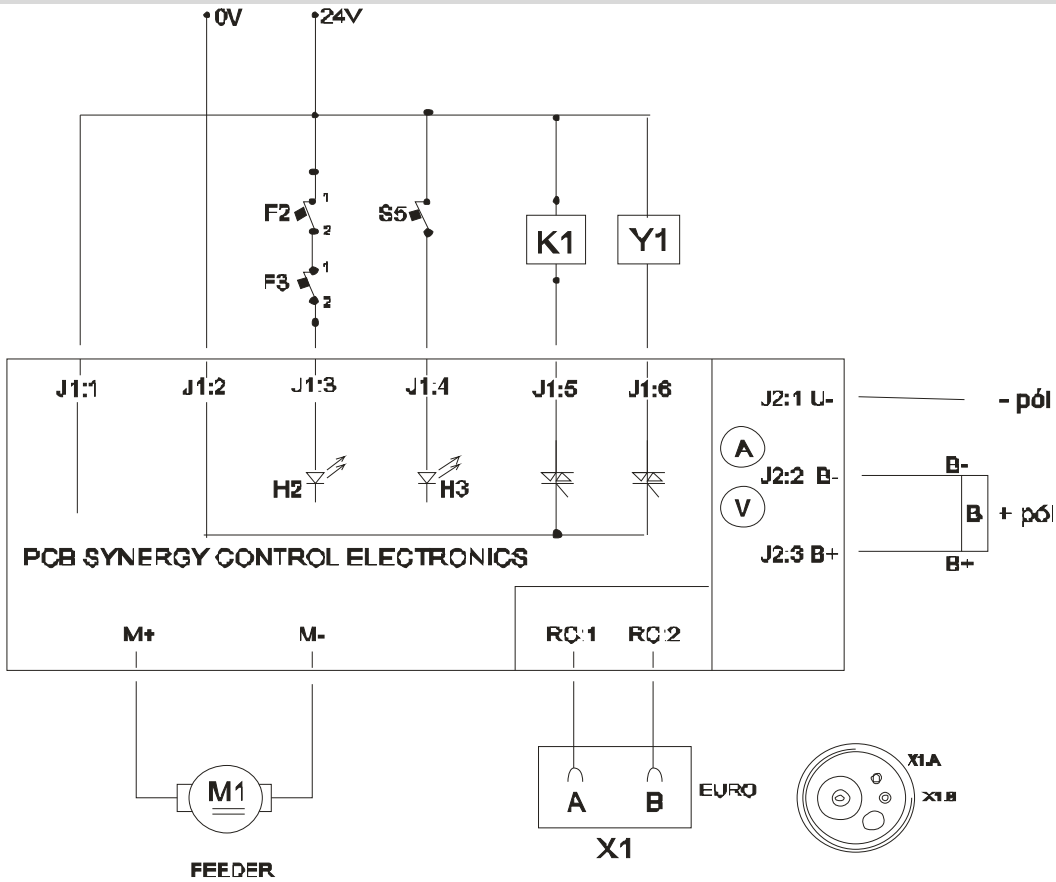 0V 24V
1
F2 S5
2
K1 Y1
1
F3
2
J1:1 J1:2 J1:3 J1:4 J1:5 J1:6
J2:1 U- - pól
A
J2:2 B- B-
H2 H3
V B + pól
J2:3 B+ B+
PCB SYNERGY CONTROL ELECTRONICS
M+ M- RC:1 RC:2
M1
A B
EURO
X1.A
X1.B
X1
FEEDER